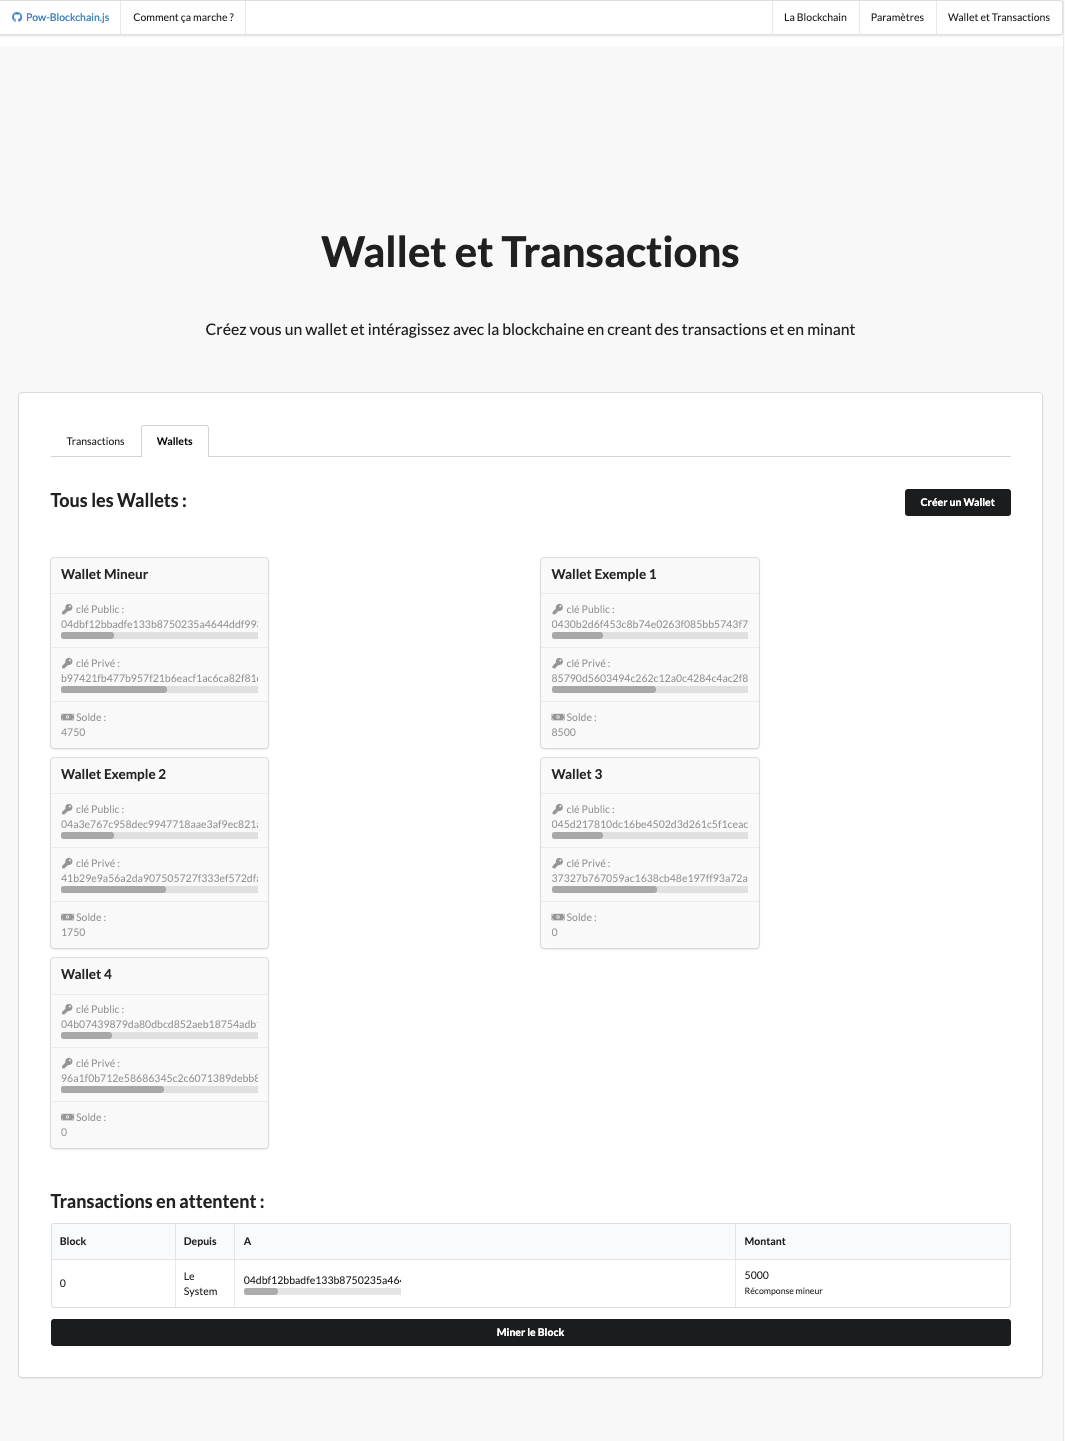 Pow-Blockchain.js
Comment ça marche ?
La Blockchain
Paramètres
Wallet et Transactions
Wallet et Transactions
Créez vous un wallet et intéragissez avec la blockchaine en creant des transactions et en minant
Transactions
Wallets
Tous les Wallets :
Créer un Wallet
Wallet Mineur
clé Public :
04dbf12bbadfe133b8750235a4644ddf99
clé Privé :
b97421fb477b957f21b6eacf1ac6ca82f81
Solde :
4750
Wallet Exemple 1
clé Public :
0430b2d6f453c8b74e0263f085bb5743f7
clé Privé :
85790d5603494c262c12a0c4284c4ac2f8
Solde :
8500
Wallet Exemple 2
clé Public :
04a3e767c958dec9947718aae3af9ec821
clé Privé :
41b29e9a56a2da907505727f333ef572df
Solde :
1750
Wallet 3
clé Public :
045d217810dc16be4502d3d261c5f1ceac
clé Privé :
37327b767059ac1638cb48e197ff93a72a
Solde :
0
Wallet 4
clé Public :
04b07439879da80dbcd852aeb18754adb
clé Privé :
96a1f0b712e58686345c2c6071389debb8
Solde :
0
Transactions en attentent :
Block
Depuis
A
Montant
0
Le
System
04dbf12bbadfe133b8750235a46
5000
Récomponse mineur
Miner le Block